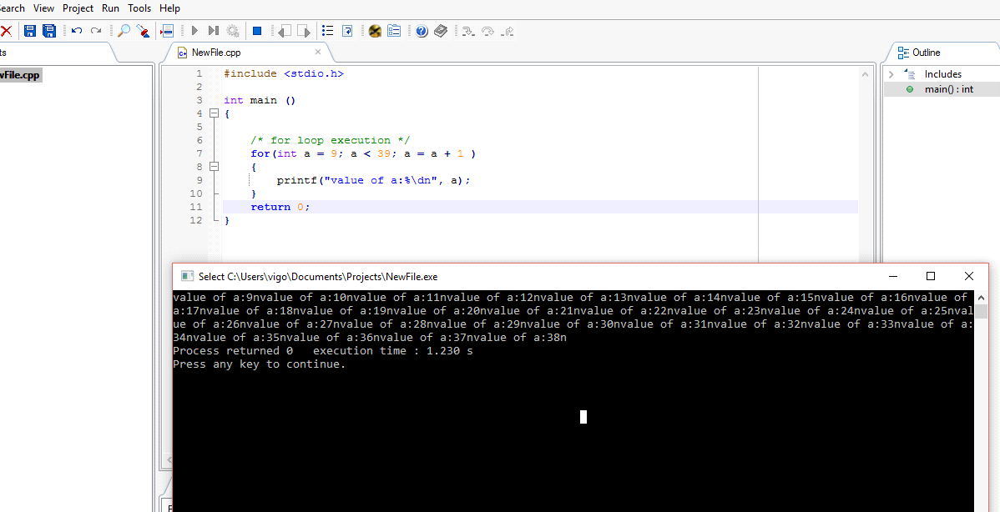 earch View Project Run Tools Help
ts
NewFile.cpp
Outline
wFile.cpp
1 #include <stdio.h>
2
3 int main ()
4 {
5
6 /* for loop execution */
7 for(int a = 9; a < 39; a = a + 1 )
8 {
9 printf("value of a:%\dn", a);
10 }
11 return 0;
12 }
Includes
main() : int
Select C:\Users\vigo\Documents\Projects\NewFile.exe
value of a:9nvalue of a:10nvalue of a:11nvalue of a:12nvalue of a:13nvalue of a:14nvalue of a:15nvalue of a:16nvalue of
a:17nvalue of a:18nvalue of a:19nvalue of a:20nvalue of a:21nvalue of a:22nvalue of a:23nvalue of a:24nvalue of a:25nval
ue of a:26nvalue of a:27nvalue of a:28nvalue of a:29nvalue of a:30nvalue of a:31nvalue of a:32nvalue of a:33nvalue of a:
34nvalue of a:35nvalue of a:36nvalue of a:37nvalue of a:38n
Process returned 0   execution time : 1.230 s
Press any key to continue.